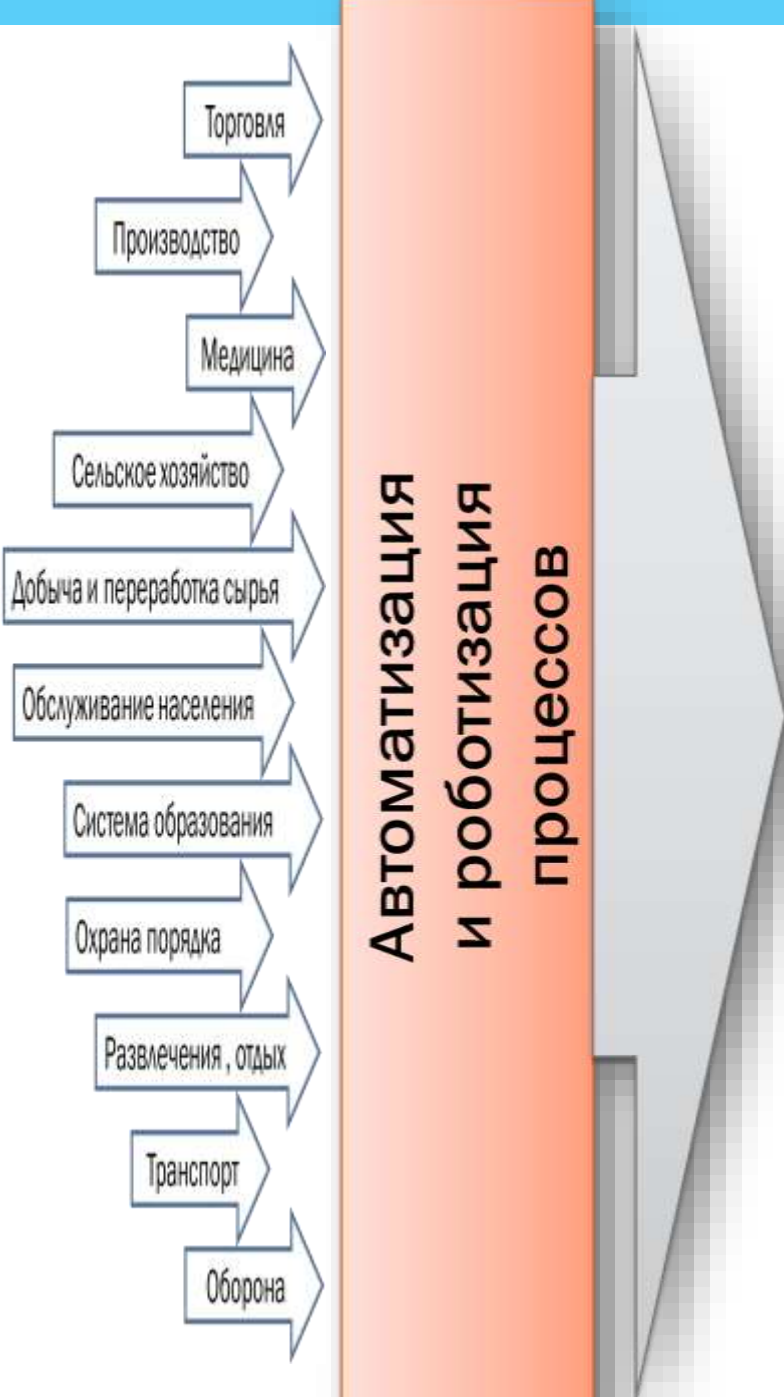 Торговля
Производство
Медицина
Сельское хозяйство
Добыча и переработка сырья
Обслуживание населения
Система образования
Охрана порядка
Развлечения , отдых
Транспорт
Оборона
Автоматизация
и роботизация
процессов